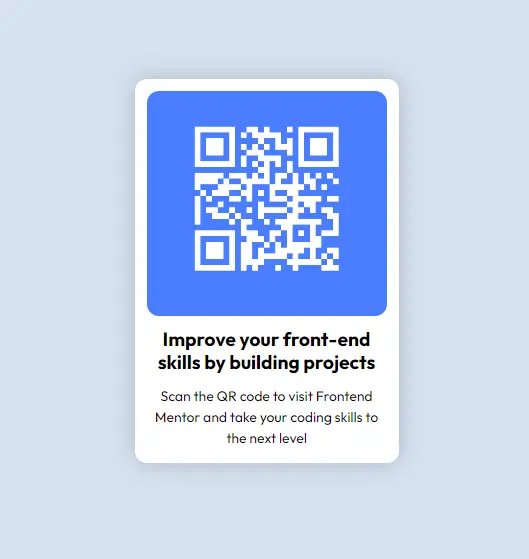 Improve your front-end
skills by building projects
Scan the QR code to visit Frontend
Mentor and take your coding skills to
the next level